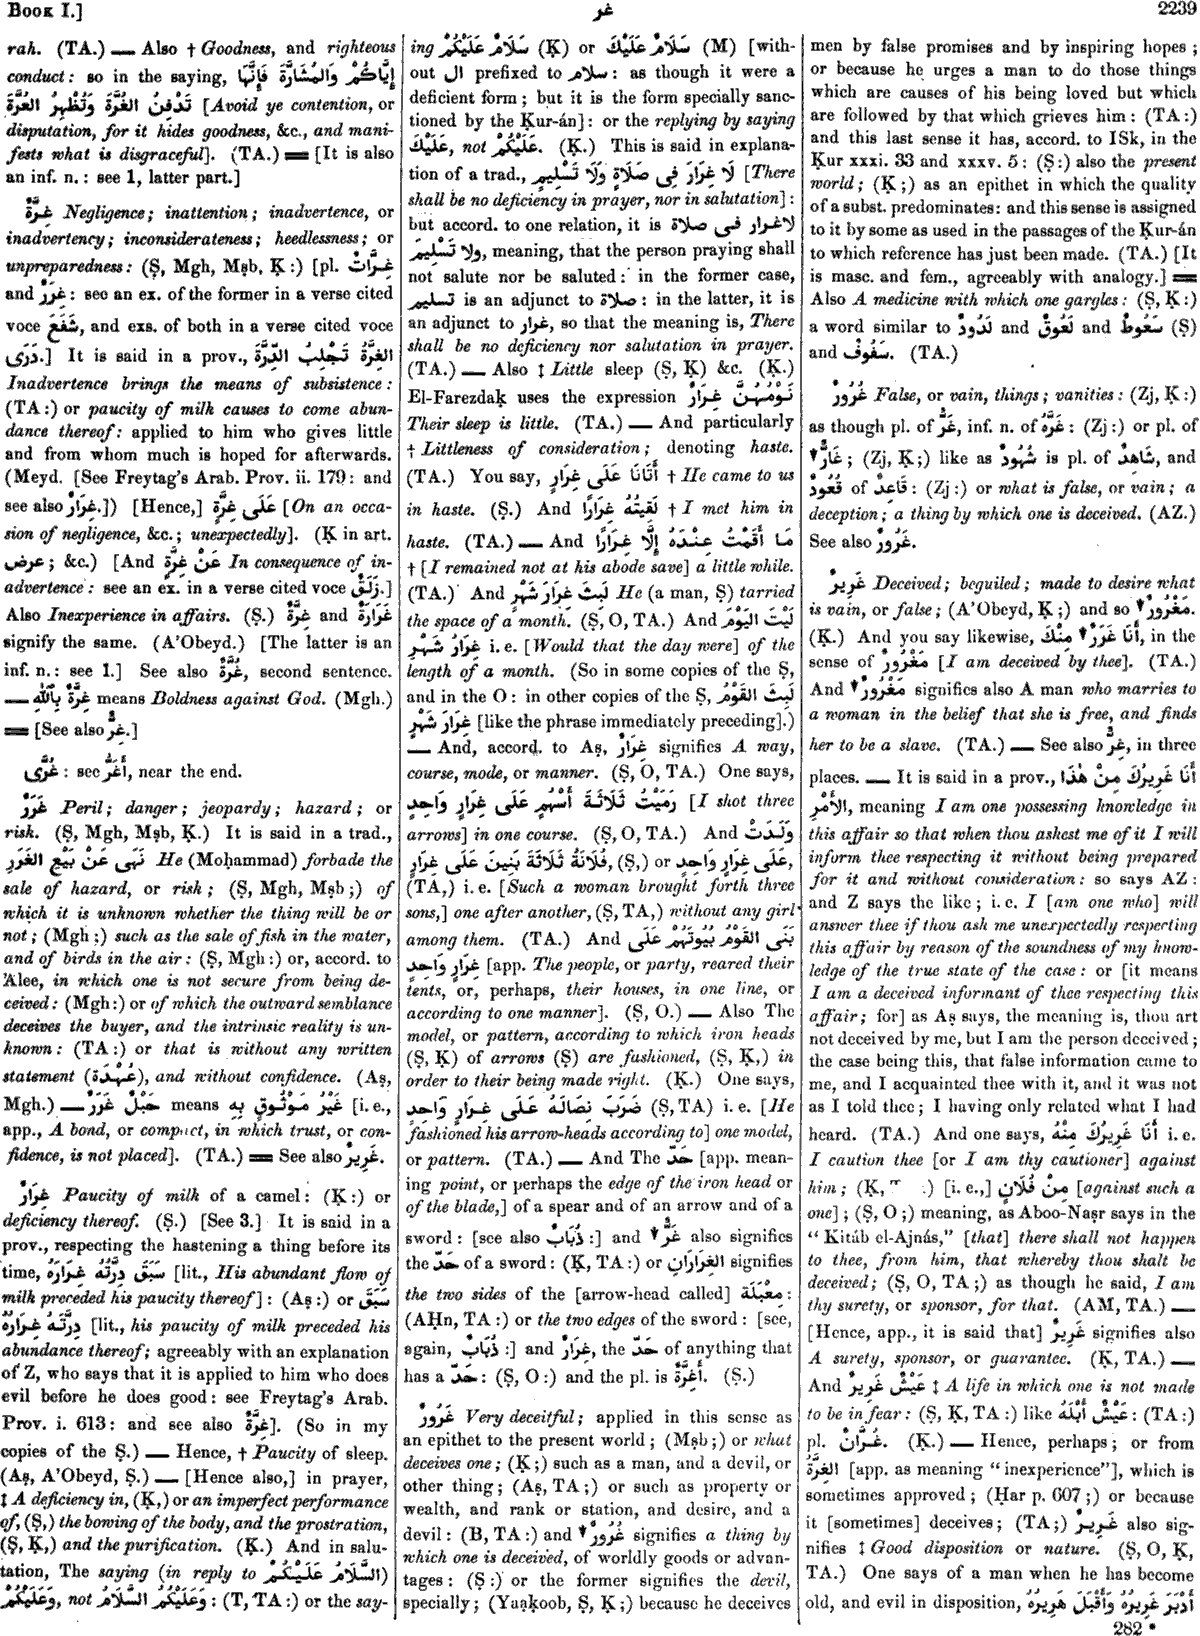 BOOK I.]
غر
2239
rah. (TA.) — Also † Goodness, and righteous
conduct: so in the saying, إِيَّاكُمْ وَالمُشَارَّةَ فَإِنَّهَا
تَدْفِنُ الغُرَّةَ وَتُظْهِرُ العُرَّةَ [Avoid ye contention, or
disputation, for it hides goodness, &c., and mani-
fests what is disgraceful]. (TA.) ═ [It is also
an inf. n.: see 1, latter part.]
غِرَّةٌ Negligence; inattention; inadvertence, or
inadvertency; inconsiderateness; heedlessness; or
unpreparedness: (Ṣ, Mgh, Mṣb, Ḳ:) [pl. غِرَّاتٌ
and غِرَرٌ: see an ex. of the former in a verse cited
voce شَفَعَ, and exs. of both in a verse cited voce
دَرَى.] It is said in a prov., الغِرَّةُ تَجْلِبُ الدِّرَّةَ
Inadvertence brings the means of subsistence:
(TA:) or paucity of milk causes to come abun-
dance thereof: applied to him who gives little
and from whom much is hoped for afterwards.
(Meyd. [See Freytag's Arab. Prov. ii. 179: and
see also غِرَارٌ.]) [Hence,] عَلَى غِرَّةٍ [On an occa-
sion of negligence, &c.; unexpectedly]. (Ḳ in art.
عرض; &c.) [And عَنْ غِرَّةٍ In consequence of in-
advertence: see an ex. in a verse cited voce زَلَقٌ.]
Also Inexperience in affairs. (Ṣ.) غِرَّةٌ and غَرَارَةٌ
signify the same. (A'Obeyd.) [The latter is an
inf. n.: see 1.] See also غُرَّةٌ, second sentence.
— غِرَّةٌ بِٱللّٰهِ means Boldness against God. (Mgh.)
═ [See also غِرٌّ.]
غُرَّى: see أَغَرُّ, near the end.
غَرَرٌ Peril; danger; jeopardy; hazard; or
risk. (Ṣ, Mgh, Mṣb, Ḳ.) It is said in a trad.,
نَهَى عَنْ بَيْعِ الغَرَرِ He (Moḥammad) forbade the
sale of hazard, or risk; (Ṣ, Mgh, Mṣb;) of
which it is unknown whether the thing will be or
not; (Mgh;) such as the sale of fish in the water,
and of birds in the air: (Ṣ, Mgh:) or, accord. to
'Alee, in which one is not secure from being de-
ceived: (Mgh:) or of which the outward semblance
deceives the buyer, and the intrinsic reality is un-
known: (TA:) or that is without any written
statement (عُهْدَة), and without confidence. (Aṣ,
Mgh.) — حَبْلٌ غَرَرٌ means غَيْرُ مَوْثُوقٍ بِهِ [i. e.,
app., A bond, or compact, in which trust, or con-
fidence, is not placed]. (TA.) ═ See also غَرِيرٌ.
غِرَارٌ Paucity of milk of a camel: (Ḳ:) or
deficiency thereof. (Ṣ.) [See 3.] It is said in a
prov., respecting the hastening a thing before its
time, سَبَقَ دِرَّتُهُ غِرَارَهُ [lit., His abundant flow of
milk preceded his paucity thereof]: (Aṣ:) or سَبَقَ
دِرَّتَهُ غِرَارُهُ [lit., his paucity of milk preceded his
abundance thereof; agreeably with an explanation
of Z, who says that it is applied to him who does
evil before he does good: see Freytag's Arab.
Prov. i. 613: and see also غِرَّةٌ]. (So in my
copies of the Ṣ.) — Hence, † Paucity of sleep.
(Aṣ, A'Obeyd, Ṣ.) — [Hence also,] in prayer,
‡ A deficiency in, (Ḳ,) or an imperfect performance
of, (Ṣ,) the bowing of the body, and the prostration,
(Ṣ, Ḳ,) and the purification. (Ḳ.) And in salu-
tation, The saying (in reply to السَّلَامُ عَلَيْكُمْ)
وَعَلَيْكُمْ, not وَعَلَيْكُمُ السَّلَامُ: (T, TA:) or the say-
ing سَلَامٌ عَلَيْكُمْ (Ḳ) or سَلَامٌ عَلَيْكَ (M) [with-
out ال prefixed to سلام: as though it were a
deficient form; but it is the form specially sanc-
tioned by the Ḳur-án]: or the replying by saying
عَلَيْكَ, not عَلَيْكُمْ. (Ḳ.) This is said in explana-
tion of a trad., لَا غِرَارَ فِى صَلَاةٍ وَلَا تَسْلِيمٍ [There
shall be no deficiency in prayer, nor in salutation]:
but accord. to one relation, it is لاغرار فى صلاة
ولا تَسْلِيمَ, meaning, that the person praying shall
not salute nor be saluted: in the former case,
تسليم is an adjunct to صلاة: in the latter, it is
an adjunct to غرار, so that the meaning is, There
shall be no deficiency nor salutation in prayer.
(TA.) — Also ‡ Little sleep (Ṣ, Ḳ) &c. (Ḳ.)
El-Farezdaḳ uses the expression نَوْمُهُنَّ غِرَارٌ
Their sleep is little. (TA.) — And particularly
† Littleness of consideration; denoting haste.
(TA.) You say, أَتَانَا عَلَى غِرَارٍ † He came to us
in haste. (Ṣ.) And لَقِيتُهُ غِرَارًا † I met him in
haste. (TA.) — And مَا أَقَمْتُ عِنْدَهُ إِلَّا غِرَارًا
† [I remained not at his abode save] a little while.
(TA.) And لَبِثَ غِرَارَ شَهْرٍ He (a man, Ṣ) tarried
the space of a month. (Ṣ, O, TA.) And لَيْتَ اليَوْمَ
غِرَارُ شَهْرٍ i. e. [Would that the day were] of the
length of a month. (So in some copies of the Ṣ,
and in the O: in other copies of the Ṣ, لَبِثَ القَوْمُ
غِرَارَ شَهْرٍ [like the phrase immediately preceding].)
— And, accord. to Aṣ, غِرَارٌ signifies A way,
course, mode, or manner. (Ṣ, O, TA.) One says,
رَمَيْتُ ثَلَاثَةَ أَسْهُمٍ عَلَى غِرَارٍ وَاحِدٍ [I shot three
arrows] in one course. (Ṣ, O, TA.) And وَلَدَتْ
فُلَانَةُ ثَلَاثَةَ بَنِينَ عَلَى غِرَارٍ, (Ṣ,) or عَلَى غِرَارٍ وَاحِدٍ,
(TA,) i. e. [Such a woman brought forth three
sons,] one after another, (Ṣ, TA,) without any girl
among them. (TA.) And بَنَى القَوْمُ بُيُوتَهُمْ عَلَى
غِرَارٍ وَاحِدٍ [app. The people, or party, reared their
tents, or, perhaps, their houses, in one line, or
according to one manner]. (Ṣ, O.) — Also The
model, or pattern, according to which iron heads
(Ṣ, Ḳ) of arrows (Ṣ) are fashioned, (Ṣ, Ḳ,) in
order to their being made right. (Ḳ.) One says,
ضَرَبَ نِصَالَهُ عَلَى غِرَارٍ وَاحِدٍ (Ṣ, TA) i. e. [He
fashioned his arrow-heads according to] one model,
or pattern. (TA.) — And The حَدّ [app. mean-
ing point, or perhaps the edge of the iron head or
of the blade,] of a spear and of an arrow and of a
sword: [see also ذُبَابٌ:] and ▾ غَرٌّ also signifies
the حَدّ of a sword: (Ḳ, TA:) or الغِرَارَانِ signifies
the two sides of the [arrow-head called] مِعْبَلَة:
(AḤn, TA:) or the two edges of the sword: [see,
again, ذُبَابٌ:] and غِرَارٌ, the حَدّ of anything that
has a حَدّ: (Ṣ, O:) and the pl. is أَغِرَّةٌ. (Ṣ.)
غَرُورٌ Very deceitful; applied in this sense as
an epithet to the present world; (Mṣb;) or what
deceives one; (Ḳ;) such as a man, and a devil, or
other thing; (Aṣ, TA;) or such as property or
wealth, and rank or station, and desire, and a
devil: (B, TA:) and ▾ غُرُورٌ signifies a thing by
which one is deceived, of worldly goods or advan-
tages: (Ṣ:) or the former signifies the devil,
specially; (Yaạḳoob, Ṣ, Ḳ;) because he deceives
men by false promises and by inspiring hopes;
or because he urges a man to do those things
which are causes of his being loved but which
are followed by that which grieves him: (TA:)
and this last sense it has, accord. to ISk, in the
Ḳur xxxi. 33 and xxxv. 5: (Ṣ:) also the present
world; (Ḳ;) as an epithet in which the quality
of a subst. predominates: and this sense is assigned
to it by some as used in the passages of the Ḳur-án
to which reference has just been made. (TA.) [It
is masc. and fem., agreeably with analogy.] ═
Also A medicine with which one gargles: (Ṣ, Ḳ:)
a word similar to لَدُودٌ and لَعُوقٌ and سَعُوطٌ (Ṣ)
and سَفُوفٌ. (TA.)
غُرُورٌ False, or vain, things; vanities: (Zj, Ḳ:)
as though pl. of غَرٌّ, inf. n. of غَرَّهُ: (Zj:) or pl. of
▾ غَارٌّ; (Zj, Ḳ;) like as شُهُودٌ is pl. of شَاهِدٌ, and
قُعُودٌ of قَاعِدٌ: (Zj:) or what is false, or vain; a
deception; a thing by which one is deceived. (AZ.)
See also غَرُورٌ.
غَرِيرٌ Deceived; beguiled; made to desire what
is vain, or false; (A'Obeyd, Ḳ;) and so ▾ مَغْرُورٌ.
(Ḳ.) And you say likewise, أَنَا غَرَرٌ ▾ مِنْكَ, in the
sense of مَغْرُورٌ [I am deceived by thee]. (TA.)
And ▾ مَغْرُورٌ signifies also A man who marries to
a woman in the belief that she is free, and finds
her to be a slave. (TA.) — See also غِرٌّ, in three
places. — It is said in a prov., أَنَا غَرِيرُكَ مِنْ هٰذَا
الأَمْرِ, meaning I am one possessing knowledge in
this affair so that when thou askest me of it I will
inform thee respecting it without being prepared
for it and without consideration: so says AZ:
and Z says the like; i. e. I [am one who] will
answer thee if thou ask me unexpectedly respecting
this affair by reason of the soundness of my know-
ledge of the true state of the case: or [it means
I am a deceived informant of thee respecting this
affair; for] as Aṣ says, the meaning is, thou art
not deceived by me, but I am the person deceived;
the case being this, that false information came to
me, and I acquainted thee with it, and it was not
as I told thee; I having only related what I had
heard. (TA.) And one says, أَنَا غَرِيرُكَ مِنْهُ i. e.
I caution thee [or I am thy cautioner] against
him; (Ḳ, .) [i. e.,] مِنْ فُلَانٍ [against such a
one]; (Ṣ, O;) meaning, as Aboo-Naṣr says in the
"Kitáb el-Ajnás," [that] there shall not happen
to thee, from him, that whereby thou shalt be
deceived; (Ṣ, O, TA;) as though he said, I am
thy surety, or sponsor, for that. (AM, TA.) —
[Hence, app., it is said that] غَرِيرٌ signifies also
A surety, sponsor, or guarantee. (Ḳ, TA.) —
And عَيْشٌ غَرِيرٌ ‡ A life in which one is not made
to be in fear: (Ṣ, Ḳ, TA:) like عَيْشٌ أَبْلَهُ: (TA:)
pl. غُرَّانٌ. (Ḳ.) — Hence, perhaps; or from
الغِرَّةُ [app. as meaning "inexperience"], which is
sometimes approved; (Ḥar p. 607;) or because
it [sometimes] deceives; (TA;) غَرِيرٌ also sig-
nifies ‡ Good disposition or nature. (Ṣ, O, Ḳ,
TA.) One says of a man when he has become
old, and evil in disposition, أَدْبَرَ غَرِيرُهُ وَأَقْبَلَ هَرِيرُهُ
282 *